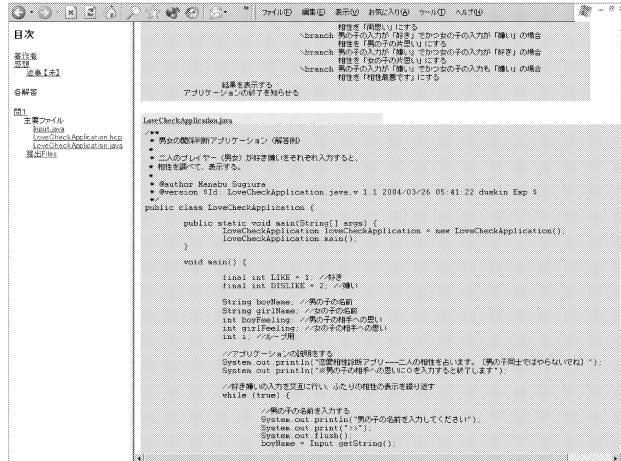 ファイル(F) 編集(E) 表示(V) お気に入り(A) ツール(T) ヘルプ(H)
目次
著作者
感想
近事【未】
各解答
問1
主要ファイル
Input.java
LoveCheckApplication.hcp
LoveCheckApplication.java
提出Files
相性を「両思い」にする
\branch 男の子の入力が「好き」でかつ女の子の入力が「嫌い」の場合
相性を「男の子の片思い」にする
\branch 男の子の入力が「嫌い」でかつ女の子の入力が「好き」の場合
相性を「女の子の片思い」にする
\branch 男の子の入力が「嫌い」でかつ女の子の入力も「嫌い」の場合
相性を「相性最悪です」にする
結果を表示する
アプリケーションの終了を知らせる
LoveCheckApplication.java
/**
* 男女の関係判断アプリケーション（解答例）
*
* 二人のプレイヤー（男女）が好き嫌いをそれぞれ入力すると、
* 相性を調べて、表示する。
*
* @author Manabu Sugiura
* @version $Id: LoveCheckApplication.java,v 1.1 2004/03/26 05:41:22 duskin Exp $
*/
public class LoveCheckApplication {
public static void main(String[] args) {
LoveCheckApplication loveCheckApplication = new LoveCheckApplication();
loveCheckApplication.main();
}
void main() {
final int LIKE = 1; //好き
final int DISLIKE = 2; //嫌い
String boyName; //男の子の名前
String girlName; //女の子の名前
int boyFeeling; //男の子の相手への思い
int girlFeeling; //女の子の相手への思い
int i; //ループ用
//アプリケーションの説明をする
System.out.println("恋愛相性診断アプリ---二人の相性を占います。（男の子同士ではやらないでね）");
System.out.println("※男の子の相手への思いに０を入力すると終了します");
//好き嫌いの入力を交互に行い、ふたりの相性の表示を繰り返す
while (true) {
//男の子の名前を入力する
System.out.println("男の子の名前を入力してください");
System.out.print(">>");
System.out.flush();
boyName = Input.getString();